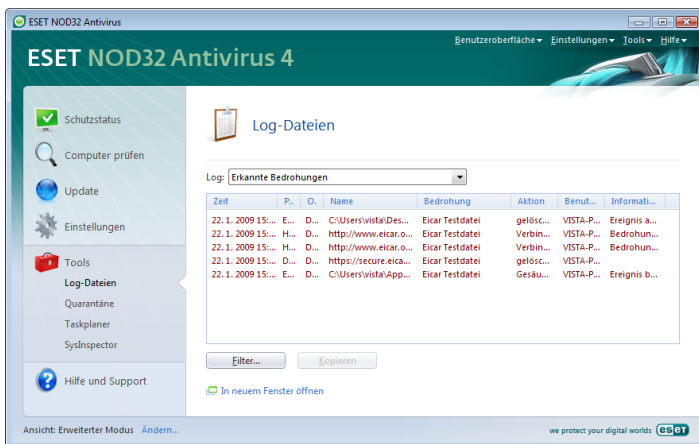 ESET NOD32 Antivirus
Benutzeroberfläche Einstellungen Tools Hilfe
ESET NOD32 Antivirus 4
Schutzstatus
Computer prüfen
Update
Einstellungen
Tools
Log-Dateien
Quarantäne
Taskplaner
SysInspector
Hilfe und Support
Log-Dateien
Log: Erkannte Bedrohungen
Zeit P.. O. Name Bedrohung Aktion Benut... Informati...
22. 1. 2009 15:... E... D... C:\Users\vista\Des... Eicar Testdatei gelösc... VISTA-P... Ereignis a...
22. 1. 2009 15:... H... D... http://www.eicar.o... Eicar Testdatei Verbin... VISTA-P... Bedrohun...
22. 1. 2009 15:... H... D... http://www.eicar.o... Eicar Testdatei Verbin... VISTA-P... Bedrohun...
22. 1. 2009 15:... D... D... https://secure.eica... Eicar Testdatei gelösc... VISTA-P...
22. 1. 2009 15:... E... D... C:\Users\vista\App... Eicar Testdatei Gesäu... VISTA-P... Ereignis b...
Filter... Kopieren
In neuem Fenster öffnen
Ansicht: Erweiterter Modus Ändern...
we protect your digital worlds eset